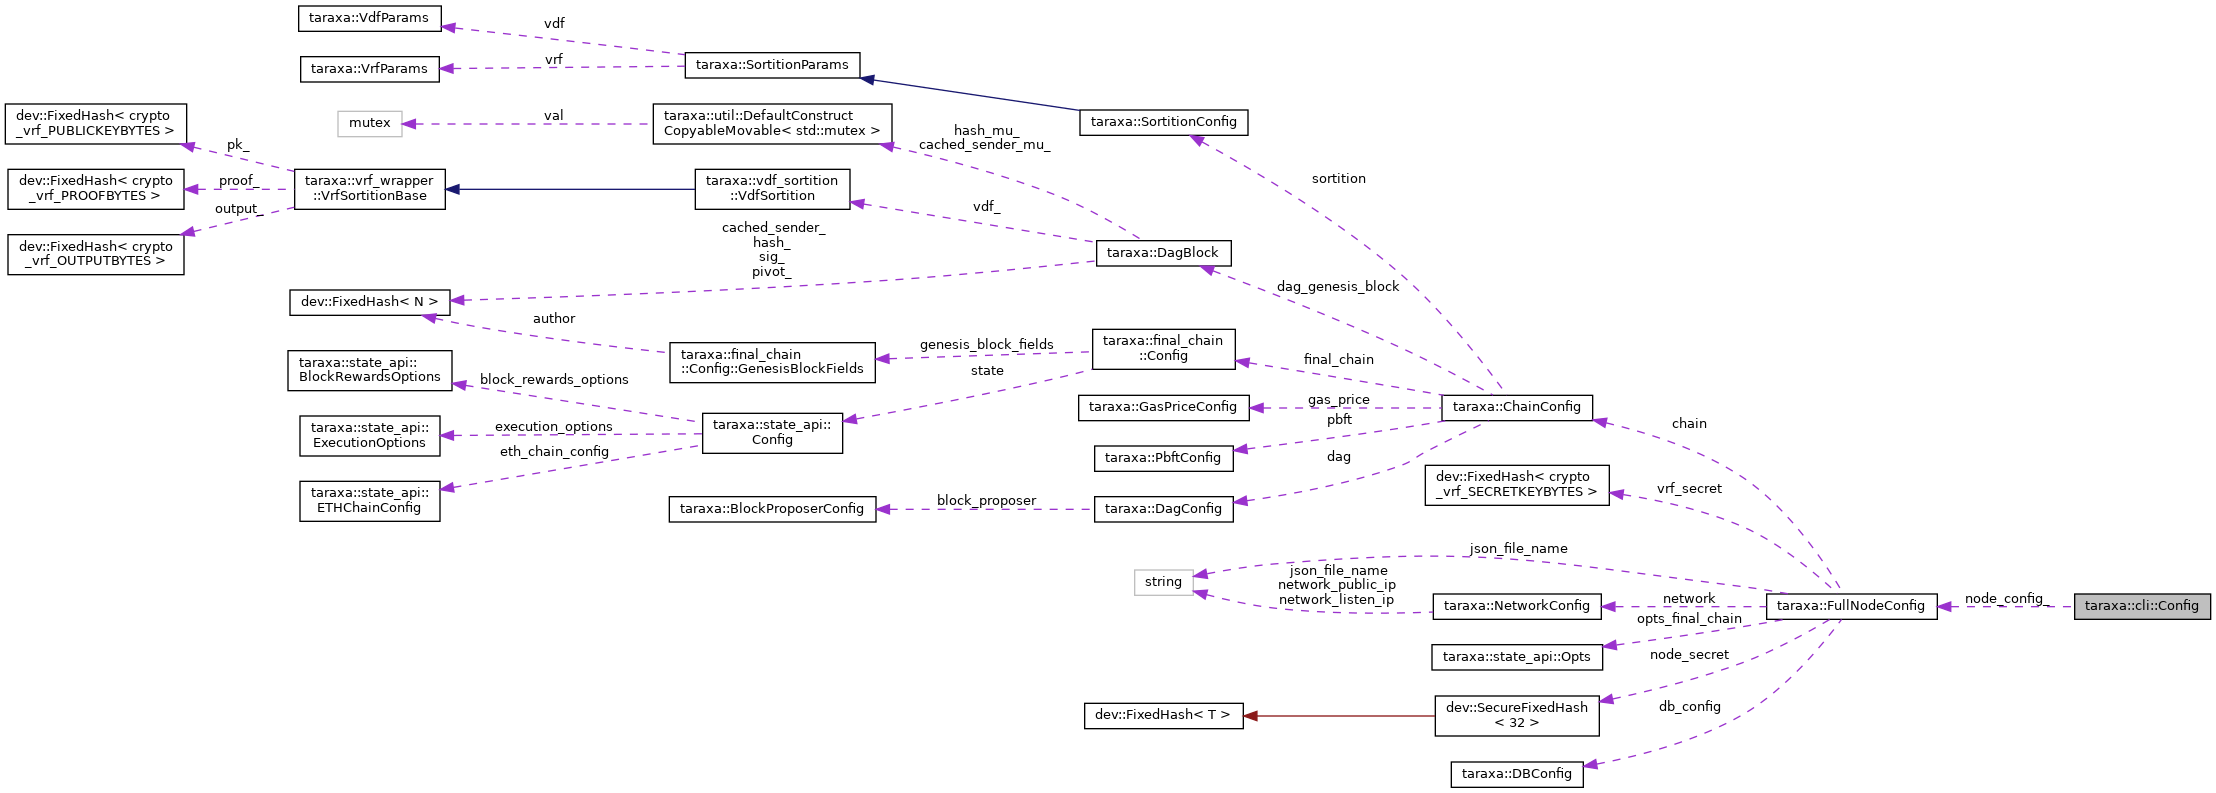 taraxa::VdfParams
vdf
taraxa::VrfParams
vrf
taraxa::SortitionParams
dev::FixedHash< crypto
_vrf_PUBLICKEYBYTES >
mutex
val
taraxa::util::DefaultConstruct
CopyableMovable< std::mutex >
taraxa::SortitionConfig
hash_mu_
cached_sender_mu_
pk_
dev::FixedHash< crypto
_vrf_PROOFBYTES >
proof_
taraxa::vrf_wrapper
::VrfSortitionBase
taraxa::vdf_sortition
::VdfSortition
sortition
output_
vdf_
dev::FixedHash< crypto
_vrf_OUTPUTBYTES >
cached_sender_
hash_
sig_
pivot_
taraxa::DagBlock
dev::FixedHash< N >
dag_genesis_block
author
taraxa::final_chain
::Config::GenesisBlockFields
genesis_block_fields
taraxa::final_chain
::Config
final_chain
state
taraxa::state_api::
BlockRewardsOptions
block_rewards_options
taraxa::GasPriceConfig
gas_price
taraxa::ChainConfig
chain
taraxa::state_api::
ExecutionOptions
execution_options
eth_chain_config
taraxa::state_api::
Config
pbft
taraxa::PbftConfig
dag
taraxa::state_api::
ETHChainConfig
taraxa::BlockProposerConfig
block_proposer
taraxa::DagConfig
dev::FixedHash< crypto
_vrf_SECRETKEYBYTES >
vrf_secret
json_file_name
string
json_file_name
network_public_ip
network_listen_ip
taraxa::NetworkConfig
network
taraxa::FullNodeConfig
node_config_
taraxa::cli::Config
opts_final_chain
taraxa::state_api::Opts
node_secret
dev::FixedHash< T >
dev::SecureFixedHash
< 32 >
db_config
taraxa::DBConfig